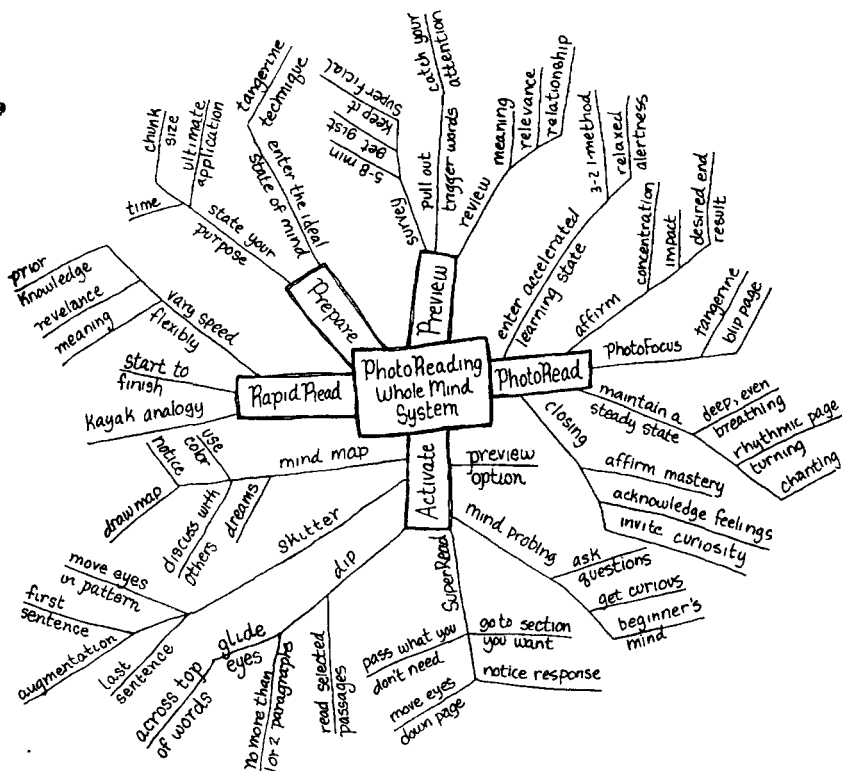 PhotoReading
Whole Mind
System
Prepare
state your
purpose
time
chunk
size
ultimate
application
enter the ideal
state of mind
tangerine
technique
Preview
survey
5-8 min
get gist
keep it
superficial
pull out
trigger words
catch your
attention
review
meaning
relevance
relationship
PhotoRead
enter accelerated
learning state
3-2 1-method
relaxed
alertness
affirm
concentration
impact
desired end
result
PhotoFocus
tangerine
blip page
maintain a
steady state
deep, even
breathing
rhythmic page
turning
chanting
closing
affirm mastery
acknowledge feelings
invite curiosity
Activate
preview
option
mind probing
ask
questions
get curious
beginner's
mind
SuperRead
go to section
you want
notice response
pass what you
don't need
move eyes
down page
dip
read selected
passages
no more than
1 or 2 paragraphs
glide
eyes
across top
of words
skitter
move eyes
in pattern
first
sentence
augmentation
last
sentence
mind map
use
color
notice
draw map
discuss with
others
dreams
Rapid Read
vary speed
flexibly
prior
knowledge
revelance
meaning
start to
finish
Kayak analogy